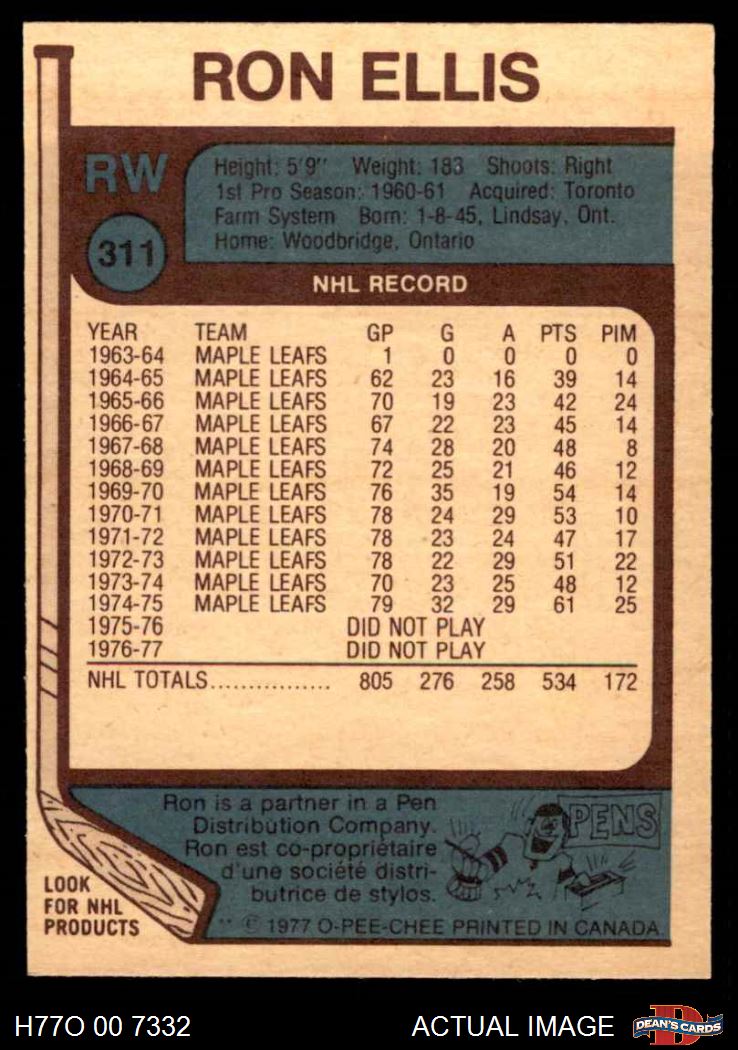 RON ELLIS
RW
311
Height: 5'9" Weight: 183 Shoots: Right
1st Pro Season: 1960-61 Acquired: Toronto
Farm System Born: 1-8-45, Lindsay, Ont.
Home: Woodbridge, Ontario
NHL RECORD
YEAR TEAM GP G A PTS PIM
1963-64 MAPLE LEAFS 1 0 0 0 0
1964-65 MAPLE LEAFS 62 23 16 39 14
1965-66 MAPLE LEAFS 70 19 23 42 24
1966-67 MAPLE LEAFS 67 22 23 45 14
1967-68 MAPLE LEAFS 74 28 20 48 8
1968-69 MAPLE LEAFS 72 25 21 46 12
1969-70 MAPLE LEAFS 76 35 19 54 14
1970-71 MAPLE LEAFS 78 24 29 53 10
1971-72 MAPLE LEAFS 78 23 24 47 17
1972-73 MAPLE LEAFS 78 22 29 51 22
1973-74 MAPLE LEAFS 70 23 25 48 12
1974-75 MAPLE LEAFS 79 32 29 61 25
1975-76 DID NOT PLAY
1976-77 DID NOT PLAY
NHL TOTALS................ 805 276 258 534 172
Ron is a partner in a Pen
Distribution Company.
Ron est co-propriétaire
d'une société distri-
butrice de stylos.
PENS
LOOK
FOR NHL
PRODUCTS
** © 1977 O-PEE-CHEE PRINTED IN CANADA
H77O 00 7332 ACTUAL IMAGE
DEAN'S CARDS